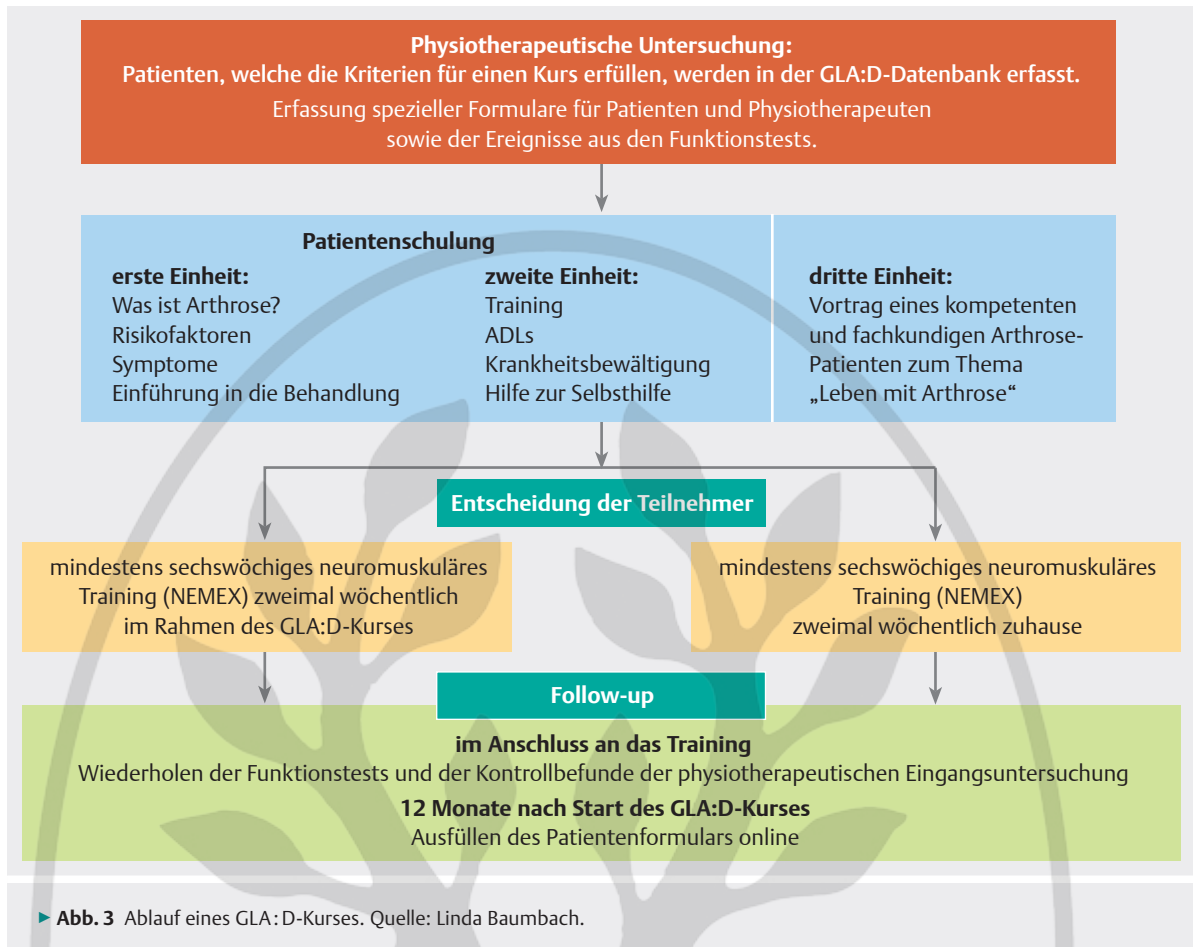 Physiotherapeutische Untersuchung:
Patienten, welche die Kriterien für einen Kurs erfüllen, werden in der GLA:D-Datenbank erfasst.
Erfassung spezieller Formulare für Patienten und Physiotherapeuten
sowie der Ereignisse aus den Funktionstests.
Patientenschulung
erste Einheit:
Was ist Arthrose?
Risikofaktoren
Symptome
Einführung in die Behandlung
zweite Einheit:
Training
ADLs
Krankheitsbewältigung
Hilfe zur Selbsthilfe
dritte Einheit:
Vortrag eines kompetenten
und fachkundigen Arthrose-
Patienten zum Thema
„Leben mit Arthrose“
Entscheidung der Teilnehmer
mindestens sechswöchiges neuromuskuläres
Training (NEMEX) zweimal wöchentlich
im Rahmen des GLA:D-Kurses
mindestens sechswöchiges neuromuskuläres
Training (NEMEX)
zweimal wöchentlich zuhause
Follow-up
im Anschluss an das Training
Wiederholen der Funktionstests und der Kontrollbefunde der physiotherapeutischen Eingangsuntersuchung
12 Monate nach Start des GLA:D-Kurses
Ausfüllen des Patientenformulars online
▶ Abb. 3 Ablauf eines GLA:D-Kurses. Quelle: Linda Baumbach.